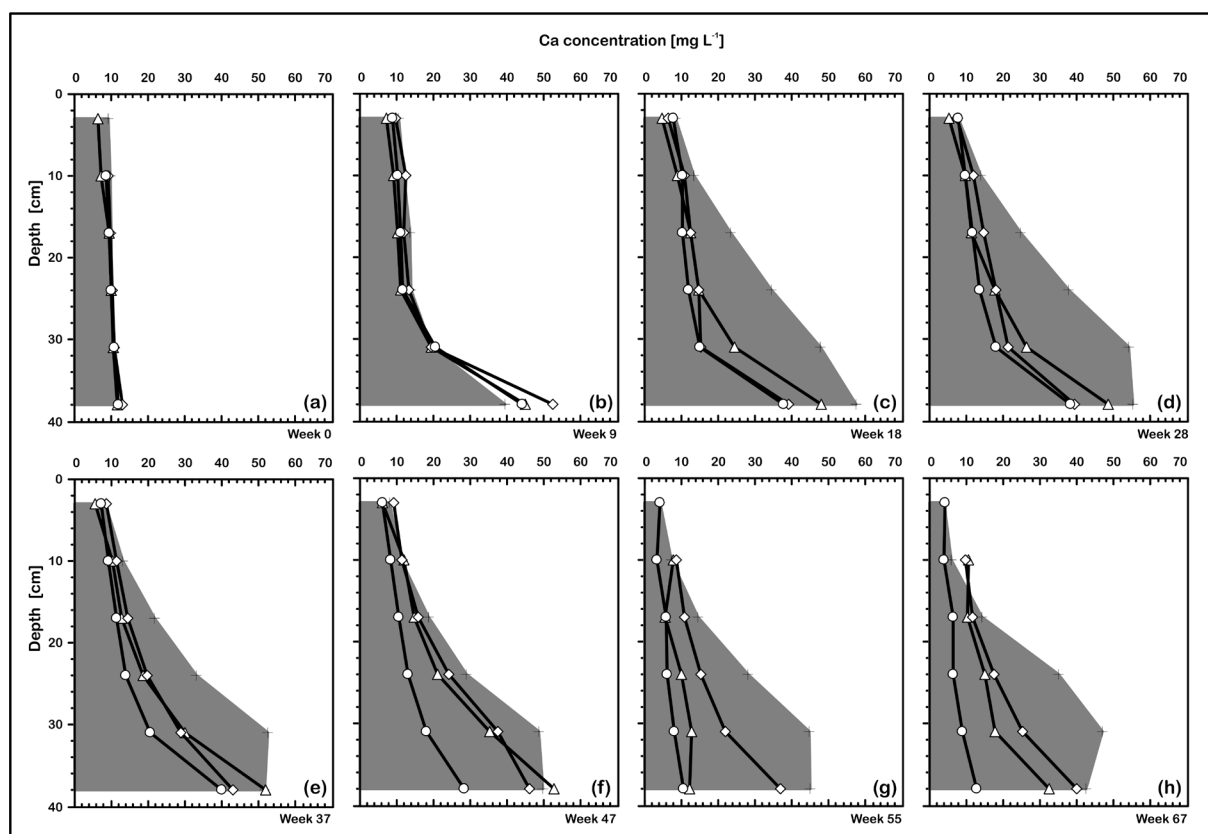 Ca concentration [mg L⁻¹]
0 10 20 30 40 50 60 70 0 10 20 30 40 50 60 70 0 10 20 30 40 50 60 70 0 10 20 30 40 50 60 70
0
10
20
30
40
Depth [cm]
(a) (b) (c) (d)
Week 0 Week 9 Week 18 Week 28
0 10 20 30 40 50 60 70 0 10 20 30 40 50 60 70 0 10 20 30 40 50 60 70 0 10 20 30 40 50 60 70
0
10
20
30
40
Depth [cm]
(e) (f) (g) (h)
Week 37 Week 47 Week 55 Week 67